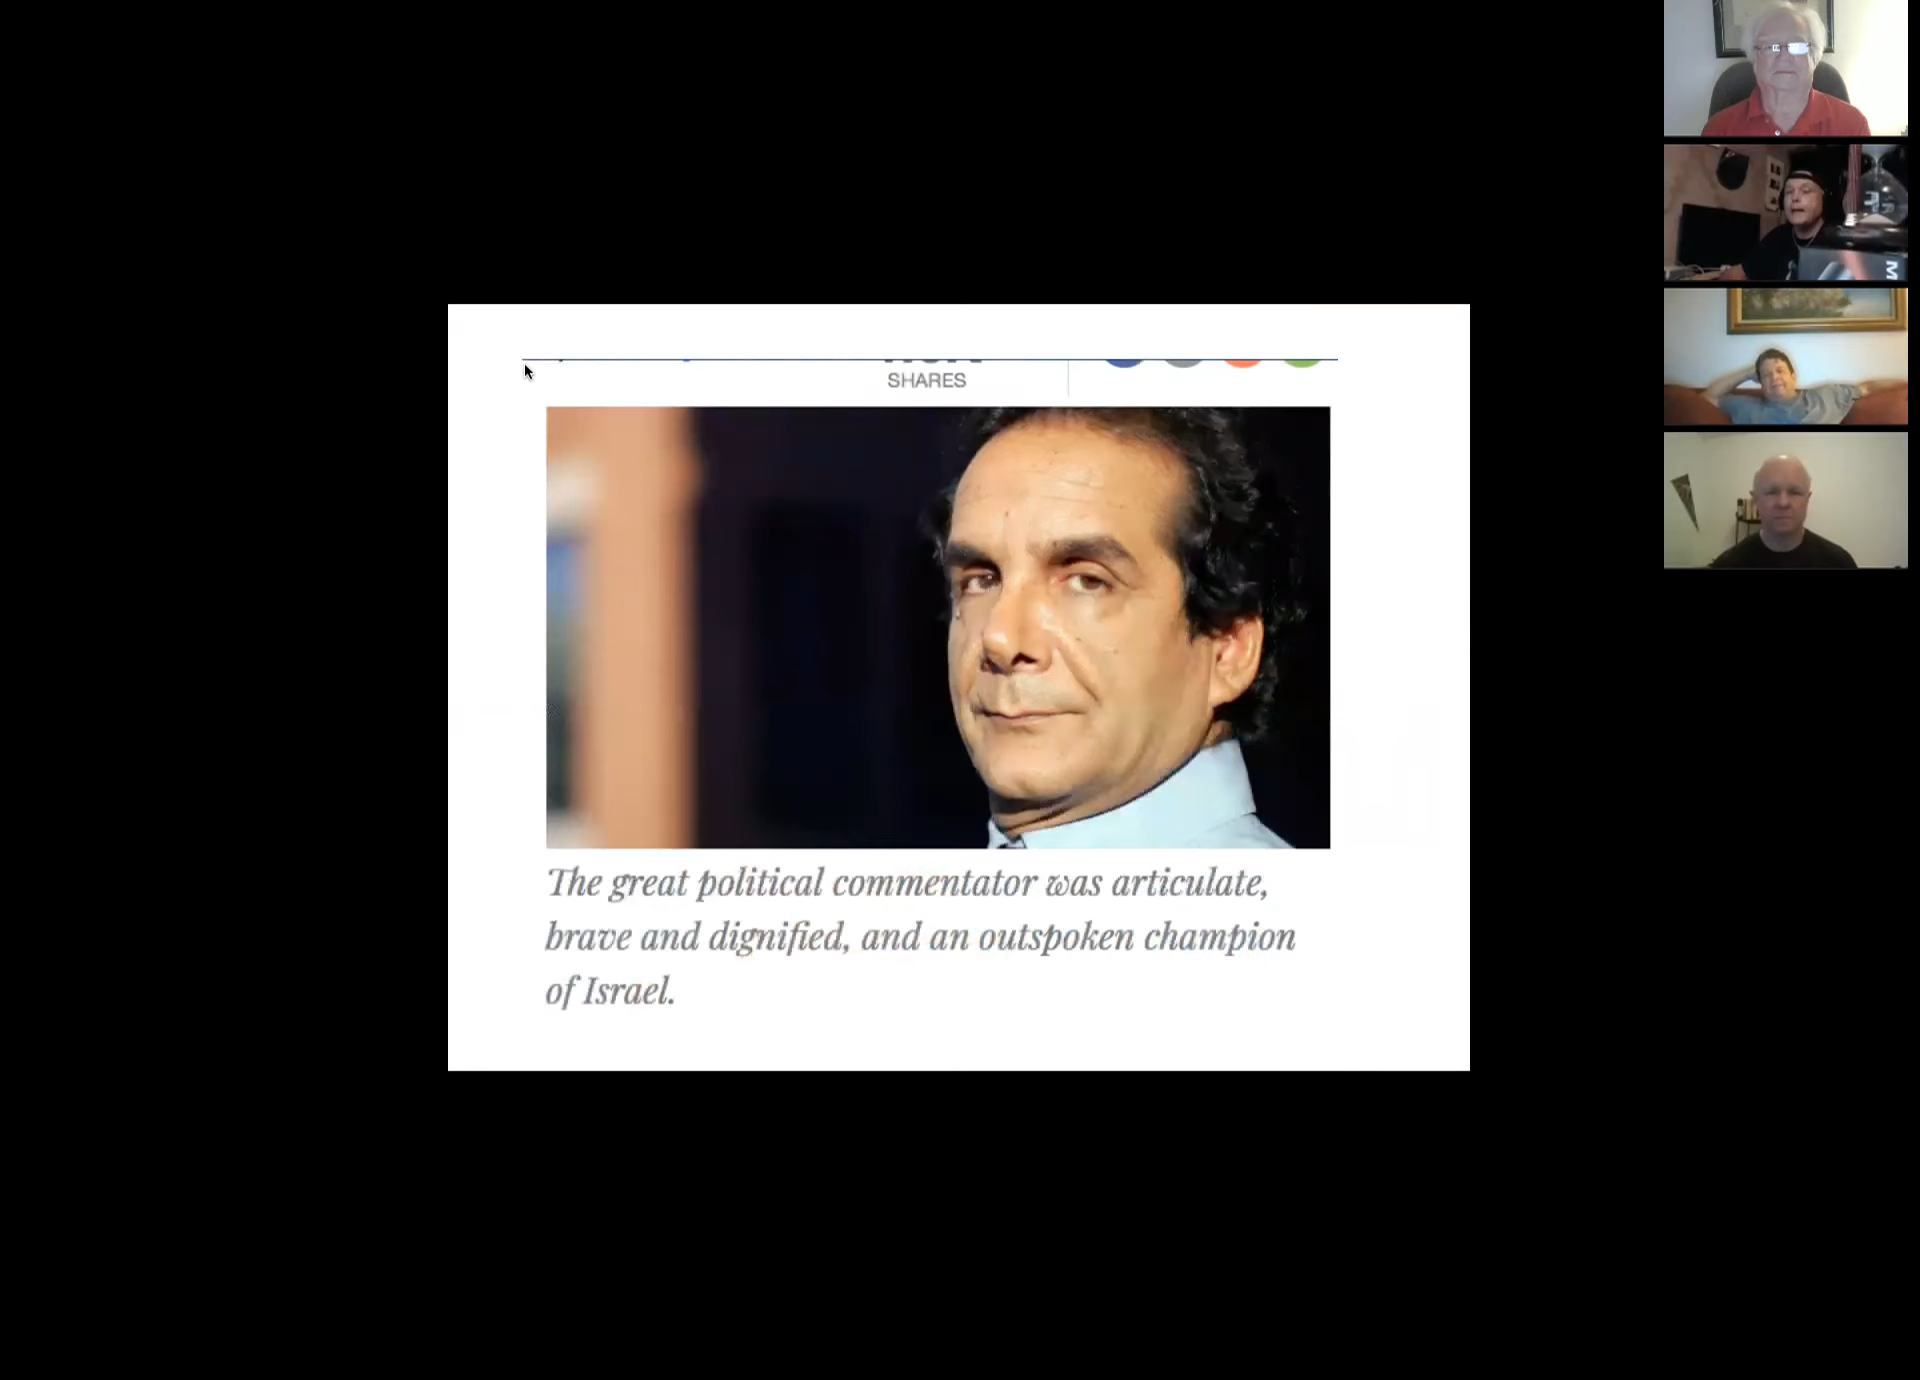 SHARES
The great political commentator was articulate,
brave and dignified, and an outspoken champion
of Israel.